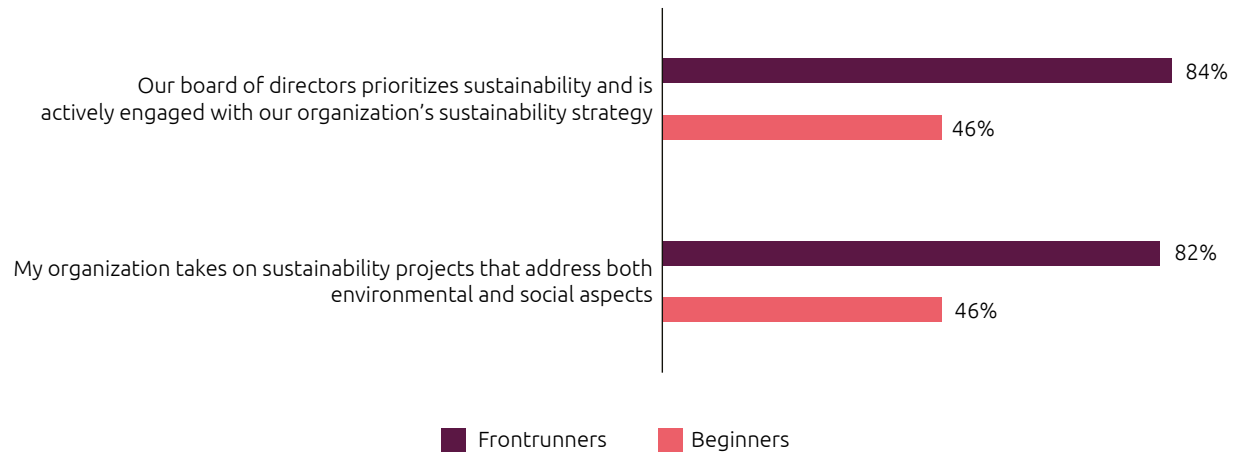 Our board of directors prioritizes sustainability and is
actively engaged with our organization’s sustainability strategy
84%
46%
My organization takes on sustainability projects that address both
environmental and social aspects
82%
46%
Frontrunners
Beginners